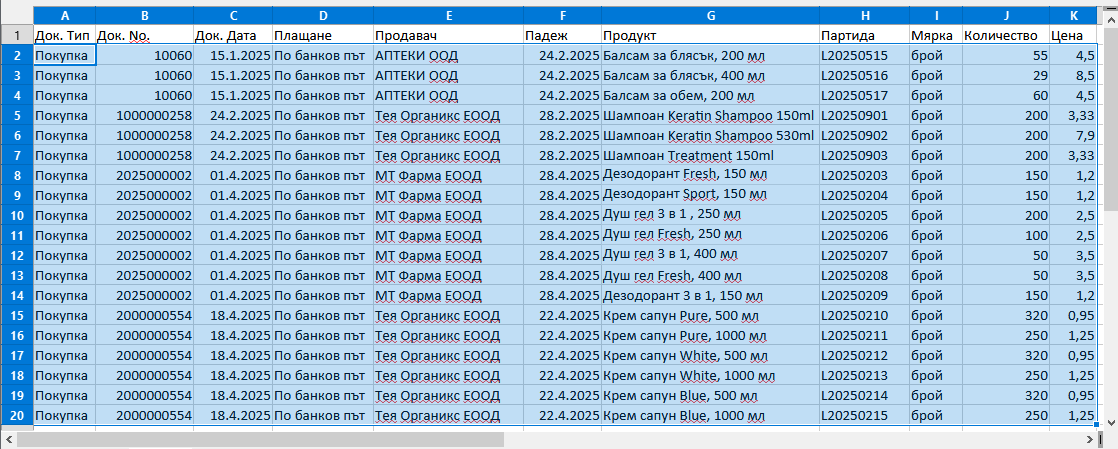 A B C D E F G H I J K
1 Док. Тип Док. No. Док. Дата Плащане Продавач Падеж Продукт Партида Мярка Количество Цена
2 Покупка 10060 15.1.2025 По банков път АПТЕКИ ООД 24.2.2025 Балсам за блясък, 200 мл L20250515 брой 55 4,5
3 Покупка 10060 15.1.2025 По банков път АПТЕКИ ООД 24.2.2025 Балсам за блясък, 400 мл L20250516 брой 29 8,5
4 Покупка 10060 15.1.2025 По банков път АПТЕКИ ООД 24.2.2025 Балсам за обем, 200 мл L20250517 брой 60 4,5
5 Покупка 1000000258 24.2.2025 По банков път Тея Органикс ЕООД 28.2.2025 Шампоан Keratin Shampoo 150ml L20250901 брой 200 3,33
6 Покупка 1000000258 24.2.2025 По банков път Тея Органикс ЕООД 28.2.2025 Шампоан Keratin Shampoo 530ml L20250902 брой 200 7,9
7 Покупка 1000000258 24.2.2025 По банков път Тея Органикс ЕООД 28.2.2025 Шампоан Treatment 150ml L20250903 брой 200 3,33
8 Покупка 2025000002 01.4.2025 По банков път МТ Фарма ЕООД 28.4.2025 Дезодорант Fresh, 150 мл L20250203 брой 150 1,2
9 Покупка 2025000002 01.4.2025 По банков път МТ Фарма ЕООД 28.4.2025 Дезодорант Sport, 150 мл L20250204 брой 150 1,2
10 Покупка 2025000002 01.4.2025 По банков път МТ Фарма ЕООД 28.4.2025 Душ гел 3 в 1 , 250 мл L20250205 брой 200 2,5
11 Покупка 2025000002 01.4.2025 По банков път МТ Фарма ЕООД 28.4.2025 Душ гел Fresh, 250 мл L20250206 брой 100 2,5
12 Покупка 2025000002 01.4.2025 По банков път МТ Фарма ЕООД 28.4.2025 Душ гел 3 в 1, 400 мл L20250207 брой 50 3,5
13 Покупка 2025000002 01.4.2025 По банков път МТ Фарма ЕООД 28.4.2025 Душ гел Fresh, 400 мл L20250208 брой 50 3,5
14 Покупка 2025000002 01.4.2025 По банков път МТ Фарма ЕООД 28.4.2025 Дезодорант 3 в 1, 150 мл L20250209 брой 150 1,2
15 Покупка 2000000554 18.4.2025 По банков път Тея Органикс ЕООД 22.4.2025 Крем сапун Pure, 500 мл L20250210 брой 320 0,95
16 Покупка 2000000554 18.4.2025 По банков път Тея Органикс ЕООД 22.4.2025 Крем сапун Pure, 1000 мл L20250211 брой 250 1,25
17 Покупка 2000000554 18.4.2025 По банков път Тея Органикс ЕООД 22.4.2025 Крем сапун White, 500 мл L20250212 брой 320 0,95
18 Покупка 2000000554 18.4.2025 По банков път Тея Органикс ЕООД 22.4.2025 Крем сапун White, 1000 мл L20250213 брой 250 1,25
19 Покупка 2000000554 18.4.2025 По банков път Тея Органикс ЕООД 22.4.2025 Крем сапун Blue, 500 мл L20250214 брой 320 0,95
20 Покупка 2000000554 18.4.2025 По банков път Тея Органикс ЕООД 22.4.2025 Крем сапун Blue, 1000 мл L20250215 брой 250 1,25